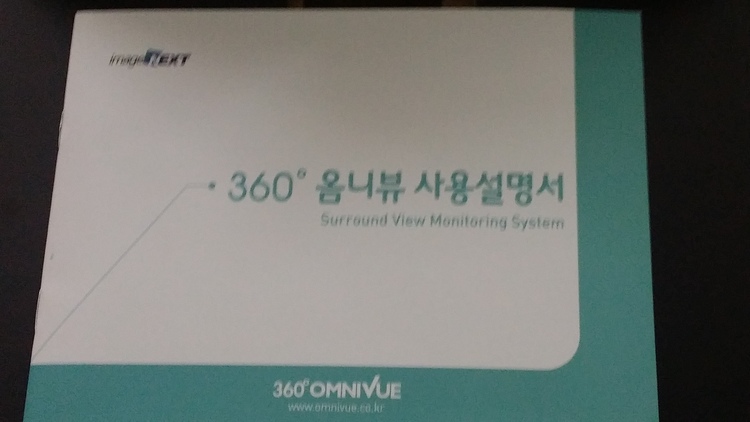 imageNEXT
360° 옴니뷰 사용설명서
Surround View Monitoring System
360°OMNIVUE
www.omnivue.co.kr